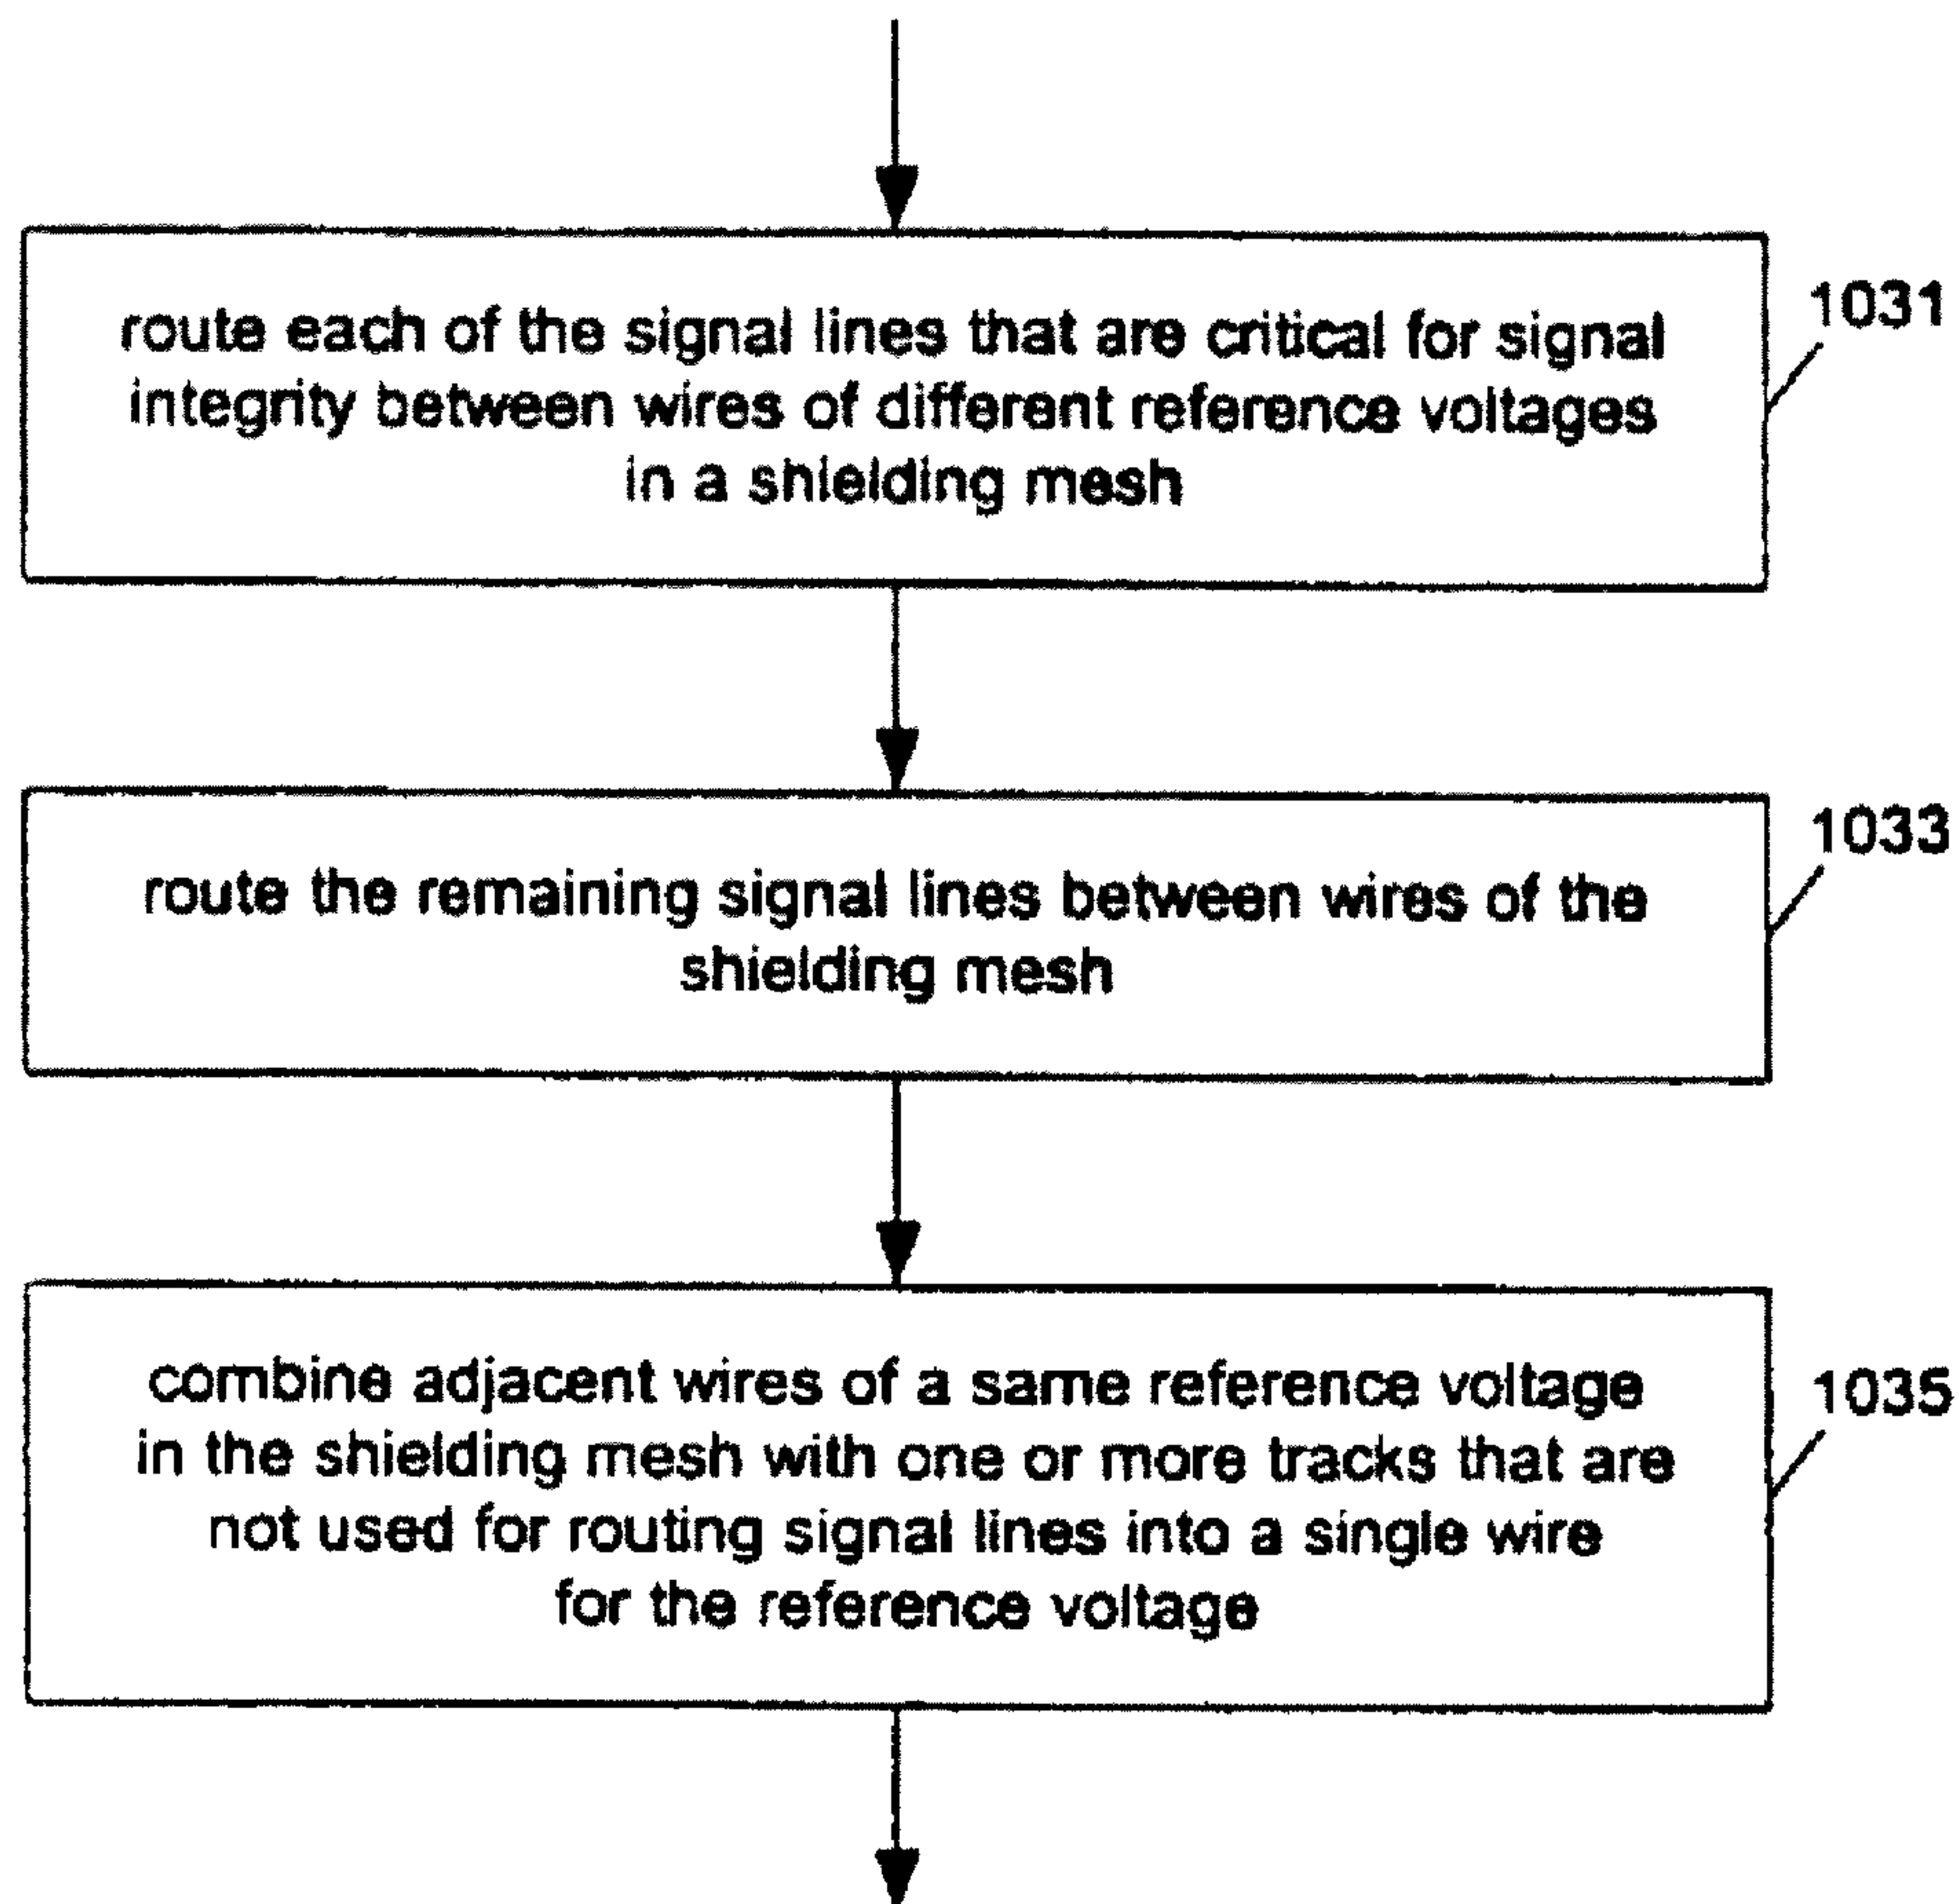 route each of the signal lines that are critical for signal
integrity between wires of different reference voltages
in a shielding mesh
1031
route the remaining signal lines between wires of the
shielding mesh
1033
combine adjacent wires of a same reference voltage
in the shielding mesh with one or more tracks that are
not used for routing signal lines into a single wire
for the reference voltage
1035